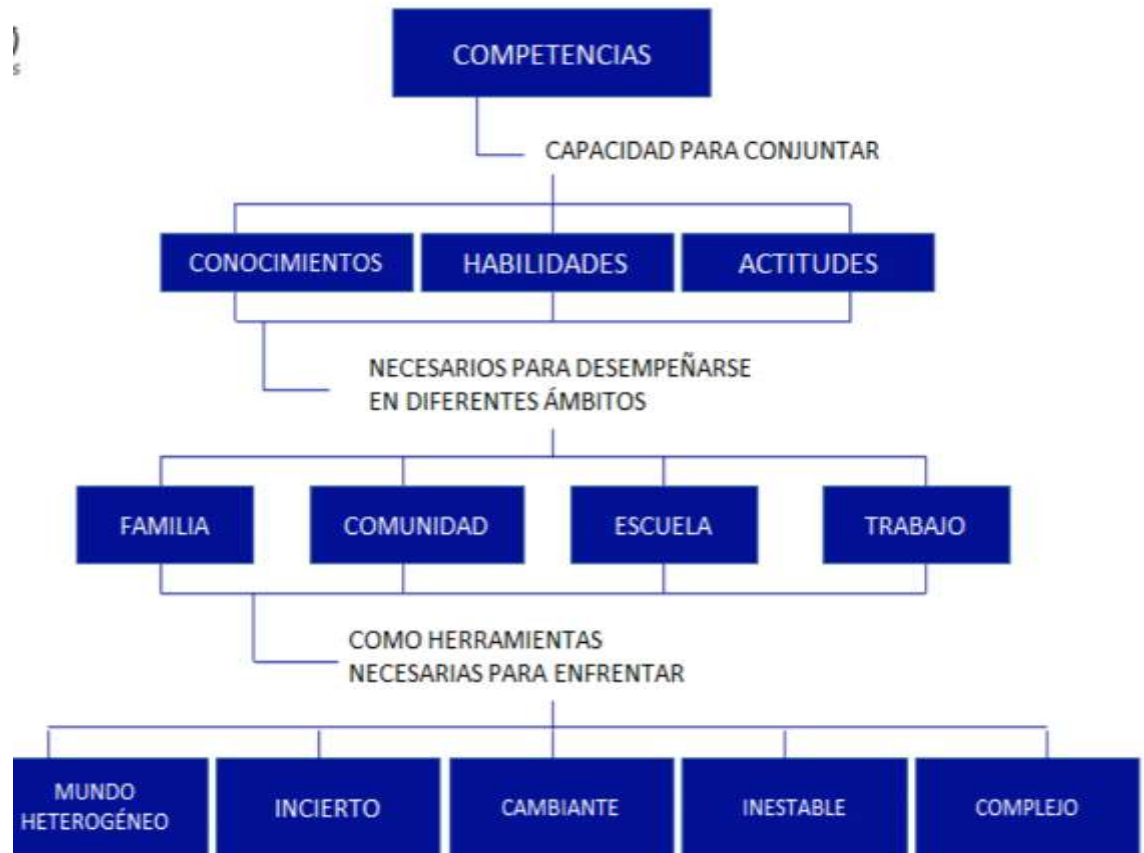 COMPETENCIAS
CAPACIDAD PARA CONJUNTAR
CONOCIMIENTOS
HABILIDADES
ACTITUDES
NECESARIOS PARA DESEMPEÑARSE
EN DIFERENTES ÁMBITOS
FAMILIA
COMUNIDAD
ESCUELA
TRABAJO
COMO HERRAMIENTAS
NECESARIAS PARA ENFRENTAR
MUNDO
HETEROGÉNEO
INCIERTO
CAMBIANTE
INESTABLE
COMPLEJO